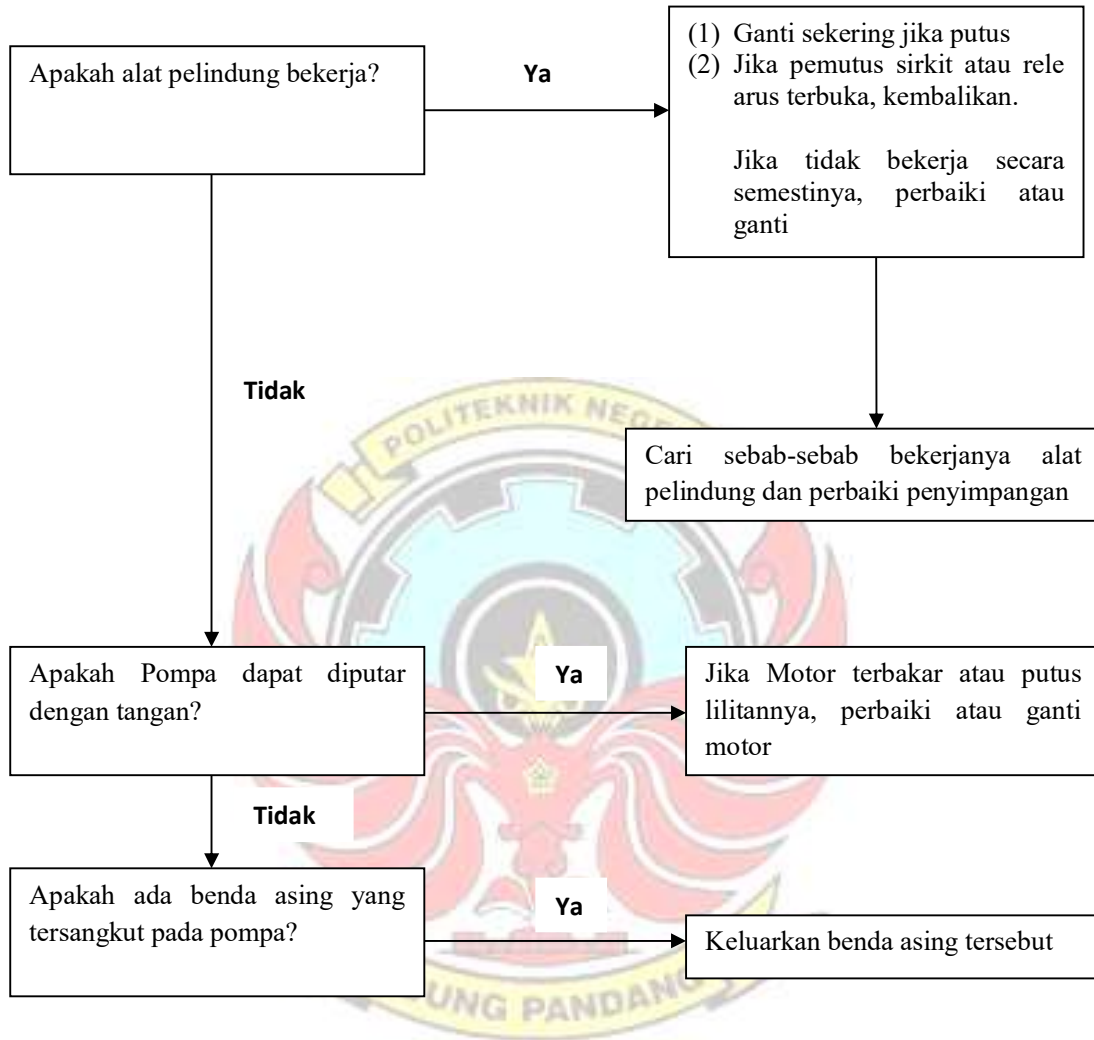 Apakah alat pelindung bekerja?
Ya
(1) Ganti sekering jika putus
(2) Jika pemutus sirkit atau rele
arus terbuka, kembalikan.
Jika tidak bekerja secara
semestinya, perbaiki atau
ganti
Tidak
Cari sebab-sebab bekerjanya alat
pelindung dan perbaiki penyimpangan
POLITEKNIK
Apakah Pompa dapat diputar
dengan tangan?
Ya
Jika Motor terbakar atau putus
lilitannya, perbaiki atau ganti
motor
Tidak
Apakah ada benda asing yang
tersangkut pada pompa?
Ya
Keluarkan benda asing tersebut
PANDANG